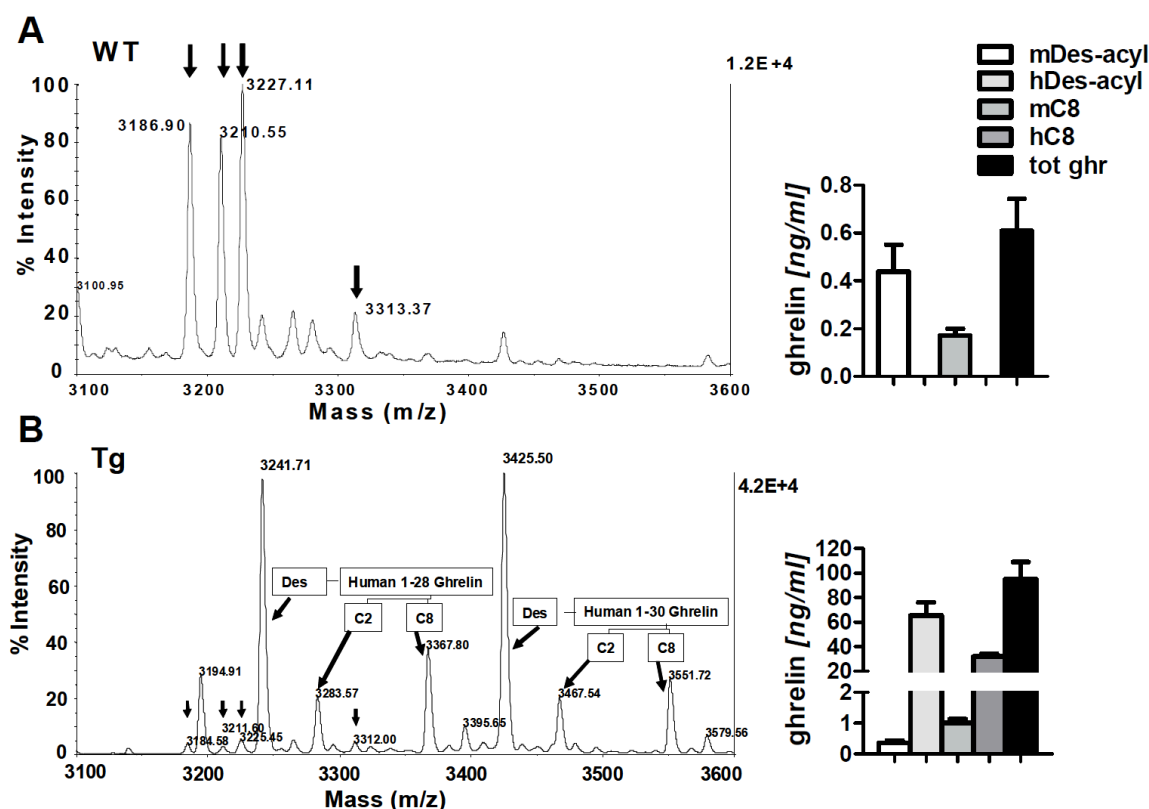 A
WT
1.2E+4
3227.11
3186.90
3210.55
3313.37
3100.95
100
80
60
40
20
0
% Intensity
3100
3200
3300
3400
3500
3600
Mass (m/z)
mDes-acyl
hDes-acyl
mC8
hC8
tot ghr
0.8
0.6
0.4
0.2
0.0
ghrelin [ng/ml]
B
Tg
4.2E+4
3241.71
3425.50
Des
Human 1-28 Ghrelin
C2
C8
Des
Human 1-30 Ghrelin
C2
C8
3367.80
3551.72
3194.91
3283.57
3467.54
3211.60
3184.58
3225.45
3312.00
3395.65
3579.56
100
80
60
40
20
0
% Intensity
3100
3200
3300
3400
3500
3600
Mass (m/z)
120
100
80
60
40
20
2
1
0
ghrelin [ng/ml]